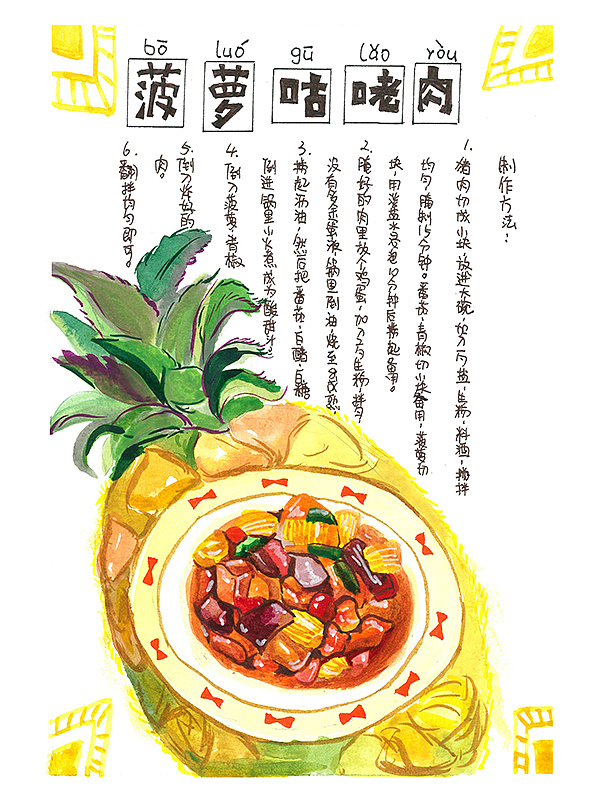 bō luó gū lǎo ròu
菠萝咕咾肉
制作方法：
1. 猪肉切成小块，放进大碗，加入盐，生粉，料酒，搅拌
均匀，腌制15分钟。番茄，青椒切小块备用，菠萝切
块，用淡盐水浸泡10分钟后捞起备用。
2. 腌好的肉里放个鸡蛋，加入生粉拌匀
没有多余蛋液，锅里倒油，烧至8成熟
3. 捞起沥油，然后把番茄，白醋，白糖
倒进锅里小火煮成为酸甜汁
4. 倒入菠萝，青椒
5. 倒入炸好的
肉。
6. 翻拌均匀即可。